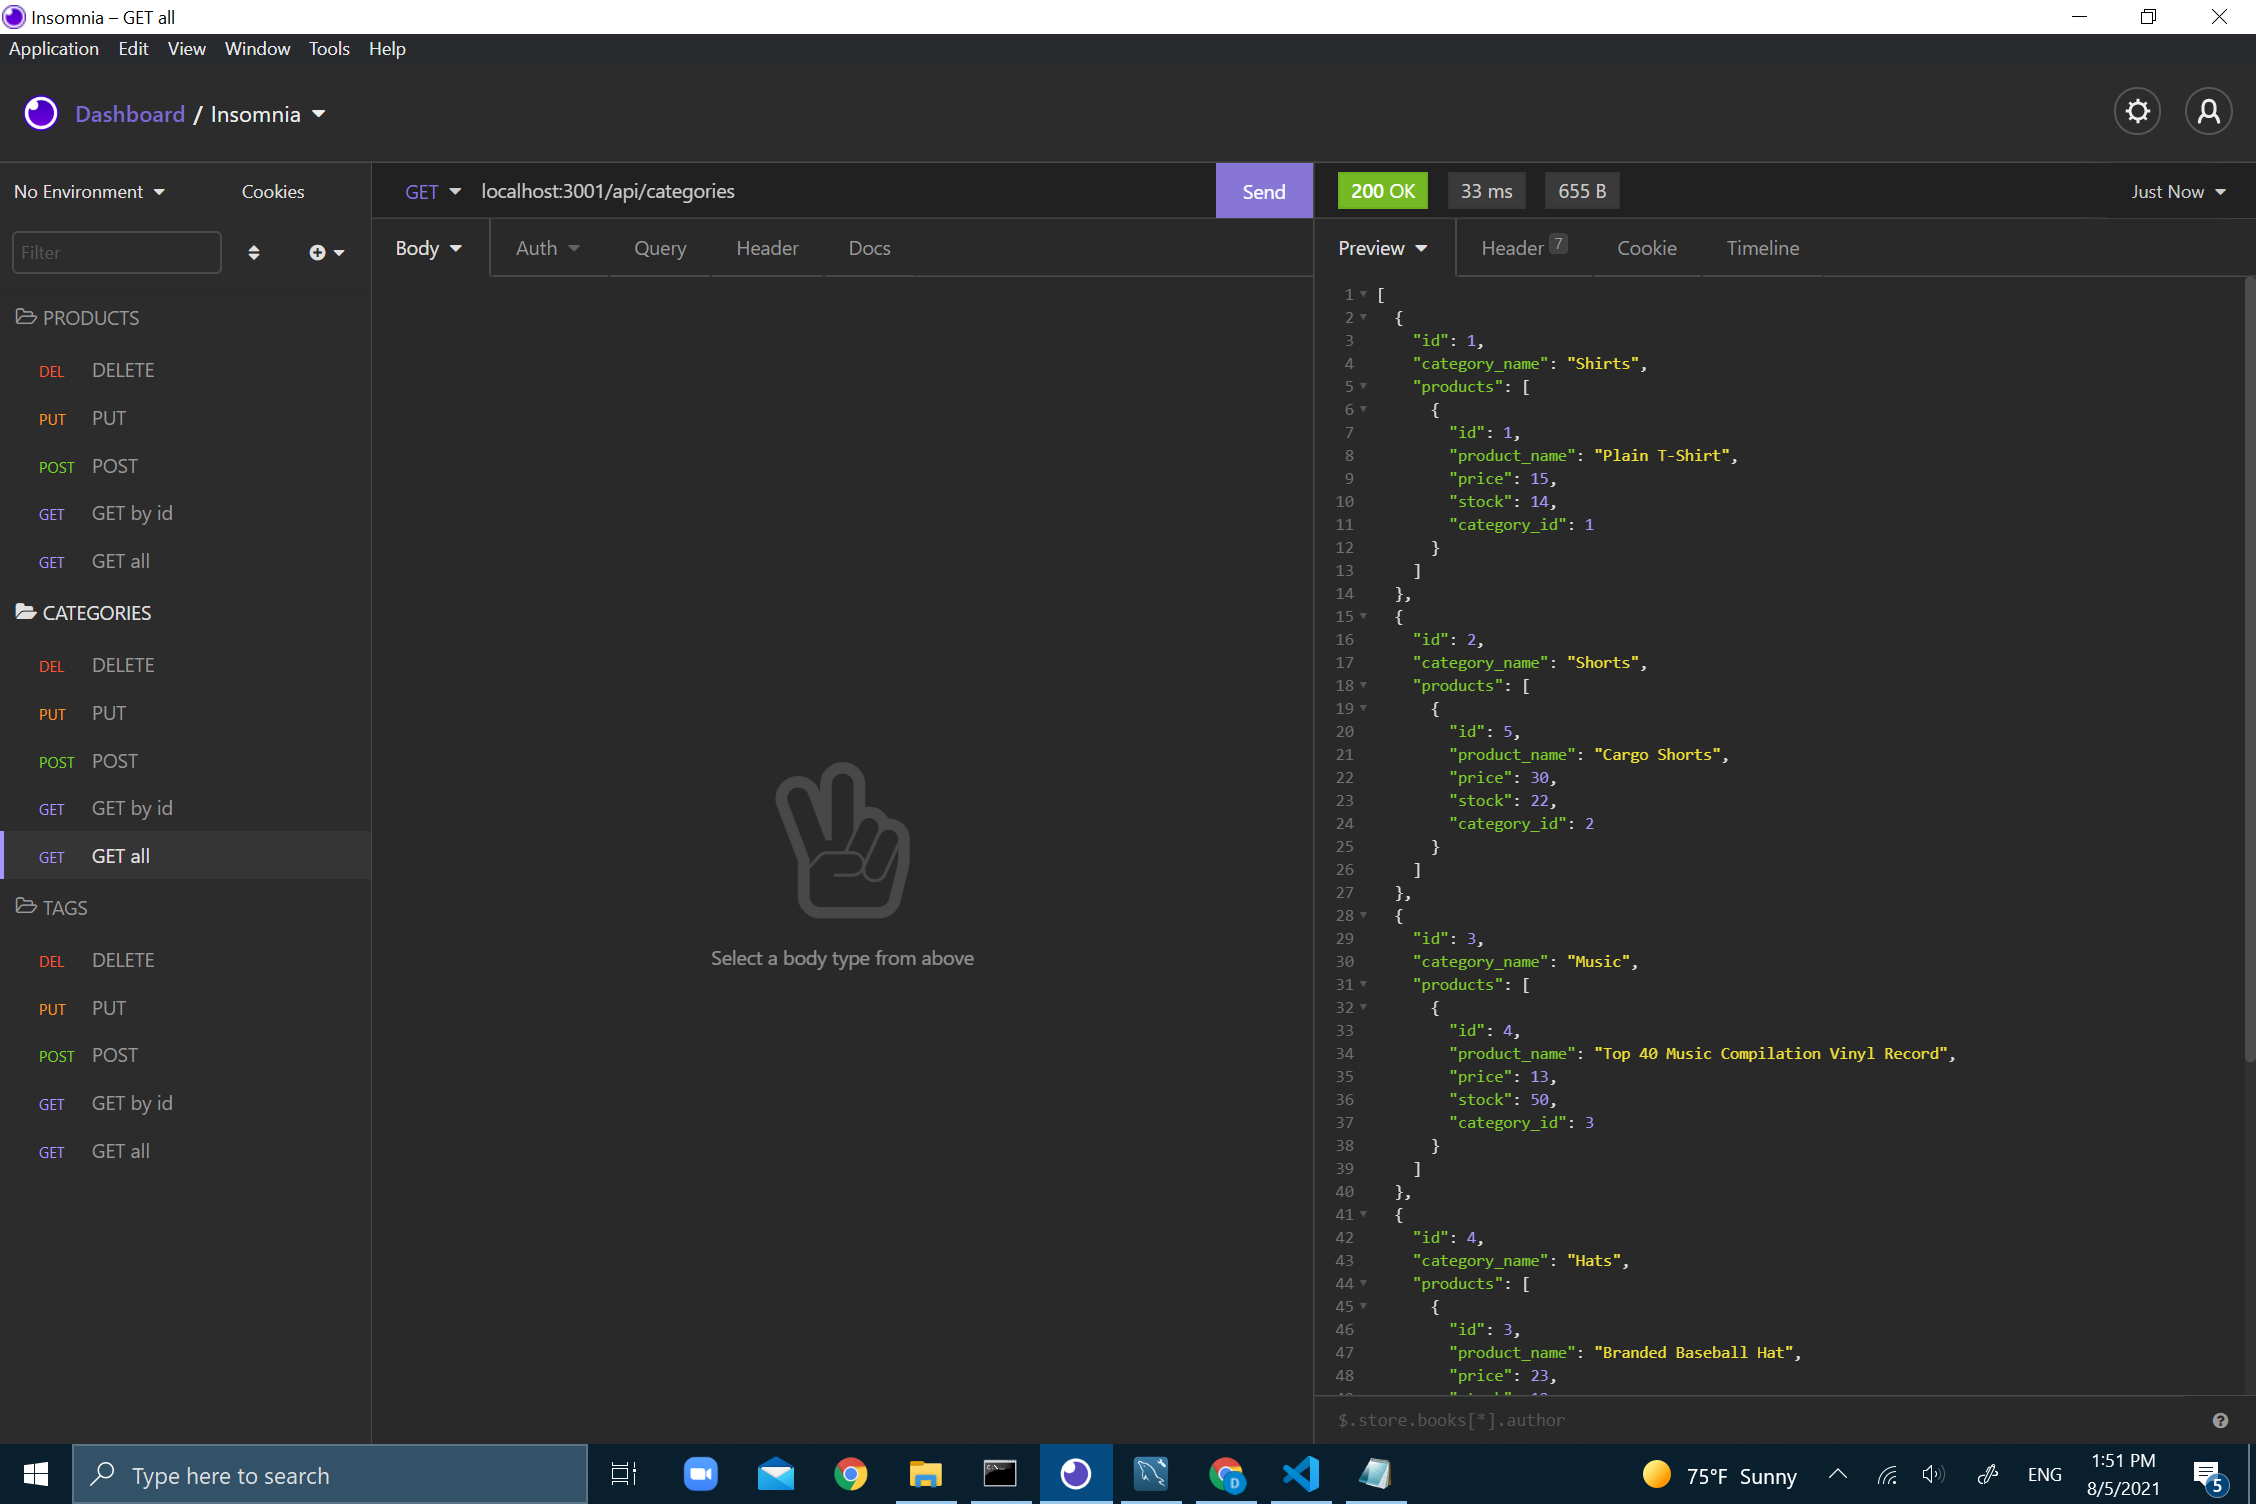 Insomnia – GET all
Application Edit View Window Tools Help
Dashboard / Insomnia
No Environment Cookies
GET localhost:3001/api/categories Send
200 OK 33 ms 655 B Just Now
Filter
Body Auth Query Header Docs
Preview Header 7 Cookie Timeline
PRODUCTS
DEL DELETE
PUT PUT
POST POST
GET GET by id
GET GET all
CATEGORIES
DEL DELETE
PUT PUT
POST POST
GET GET by id
GET GET all
TAGS
DEL DELETE
PUT PUT
POST POST
GET GET by id
GET GET all
Select a body type from above
1 [
2 {
3 "id": 1,
4 "category_name": "Shirts",
5 "products": [
6 {
7 "id": 1,
8 "product_name": "Plain T-Shirt",
9 "price": 15,
10 "stock": 14,
11 "category_id": 1
12 }
13 ]
14 },
15 {
16 "id": 2,
17 "category_name": "Shorts",
18 "products": [
19 {
20 "id": 5,
21 "product_name": "Cargo Shorts",
22 "price": 30,
23 "stock": 22,
24 "category_id": 2
25 }
26 ]
27 },
28 {
29 "id": 3,
30 "category_name": "Music",
31 "products": [
32 {
33 "id": 4,
34 "product_name": "Top 40 Music Compilation Vinyl Record",
35 "price": 13,
36 "stock": 50,
37 "category_id": 3
38 }
39 ]
40 },
41 {
42 "id": 4,
43 "category_name": "Hats",
44 "products": [
45 {
46 "id": 3,
47 "product_name": "Branded Baseball Hat",
48 "price": 23,
$.store.books[*].author
Type here to search
75°F Sunny
ENG
1:51 PM
8/5/2021
5